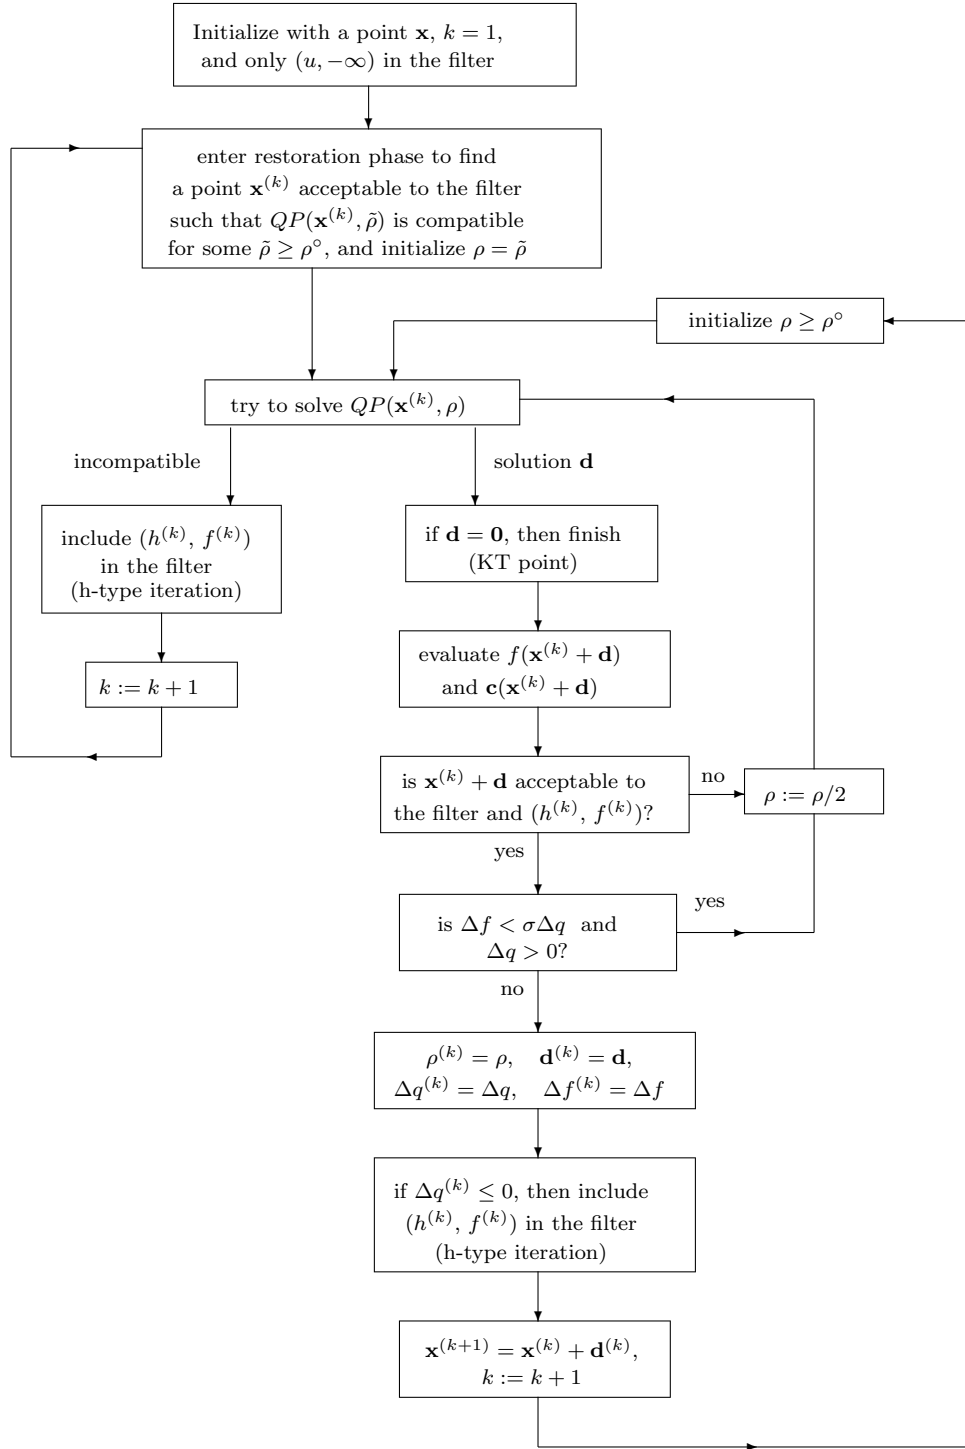 Initialize with a point x, k = 1,
and only (u, −∞) in the filter
enter restoration phase to find
a point x^(k) acceptable to the filter
such that QP(x^(k), ρ̃) is compatible
for some ρ̃ ≥ ρ°, and initialize ρ = ρ̃
initialize ρ ≥ ρ°
try to solve QP(x^(k), ρ)
incompatible
solution d
include (h^(k), f^(k))
in the filter
(h-type iteration)
k := k + 1
if d = 0, then finish
(KT point)
evaluate f(x^(k) + d)
and c(x^(k) + d)
is x^(k) + d acceptable to
the filter and (h^(k), f^(k))?
no
ρ := ρ/2
yes
is Δf < σΔq and
Δq > 0?
yes
no
ρ^(k) = ρ, d^(k) = d,
Δq^(k) = Δq, Δf^(k) = Δf
if Δq^(k) ≤ 0, then include
(h^(k), f^(k)) in the filter
(h-type iteration)
x^(k+1) = x^(k) + d^(k),
k := k + 1